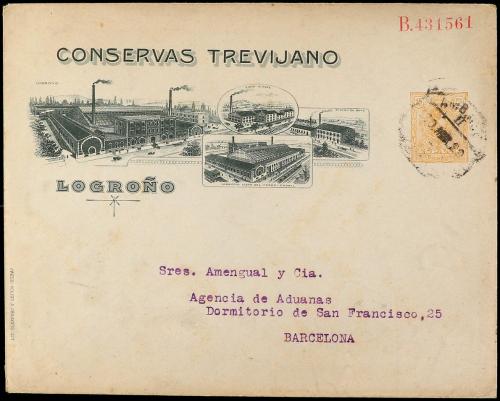 B.431561
CONSERVAS TREVIJANO
LOGROÑO
Sres. Amengual y Cia.
Agencia de Aduanas
Dormitorio de San Francisco,25
BARCELONA